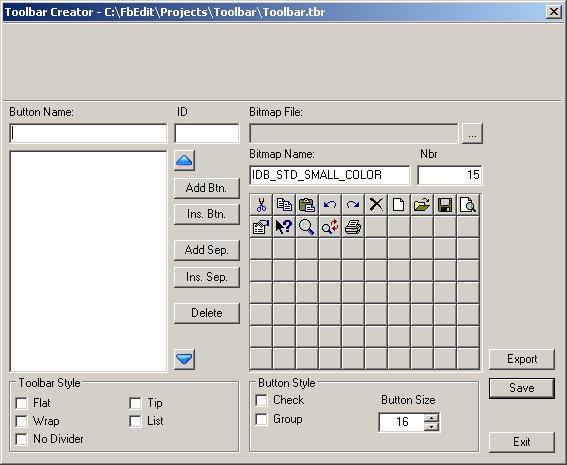 Toolbar Creator - C:\FbEdit\Projects\Toolbar\Toolbar.tbr
Button Name:
ID
Bitmap File:
...
Bitmap Name:
Nbr
IDB_STD_SMALL_COLOR
15
Add Btn.
Ins. Btn.
Add Sep.
Ins. Sep.
Delete
Export
Save
Exit
Toolbar Style
Flat
Tip
Wrap
List
No Divider
Button Style
Check
Group
Button Size
16